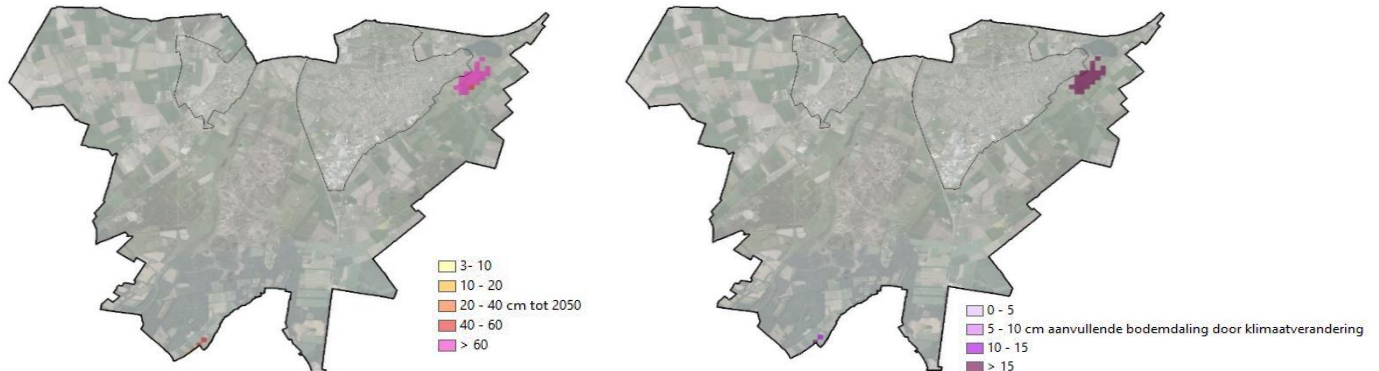 3- 10
10 - 20
20 - 40 cm tot 2050
40 - 60
> 60
0 - 5
5 - 10 cm aanvullende bodemdaling door klimaatverandering
10 - 15
> 15